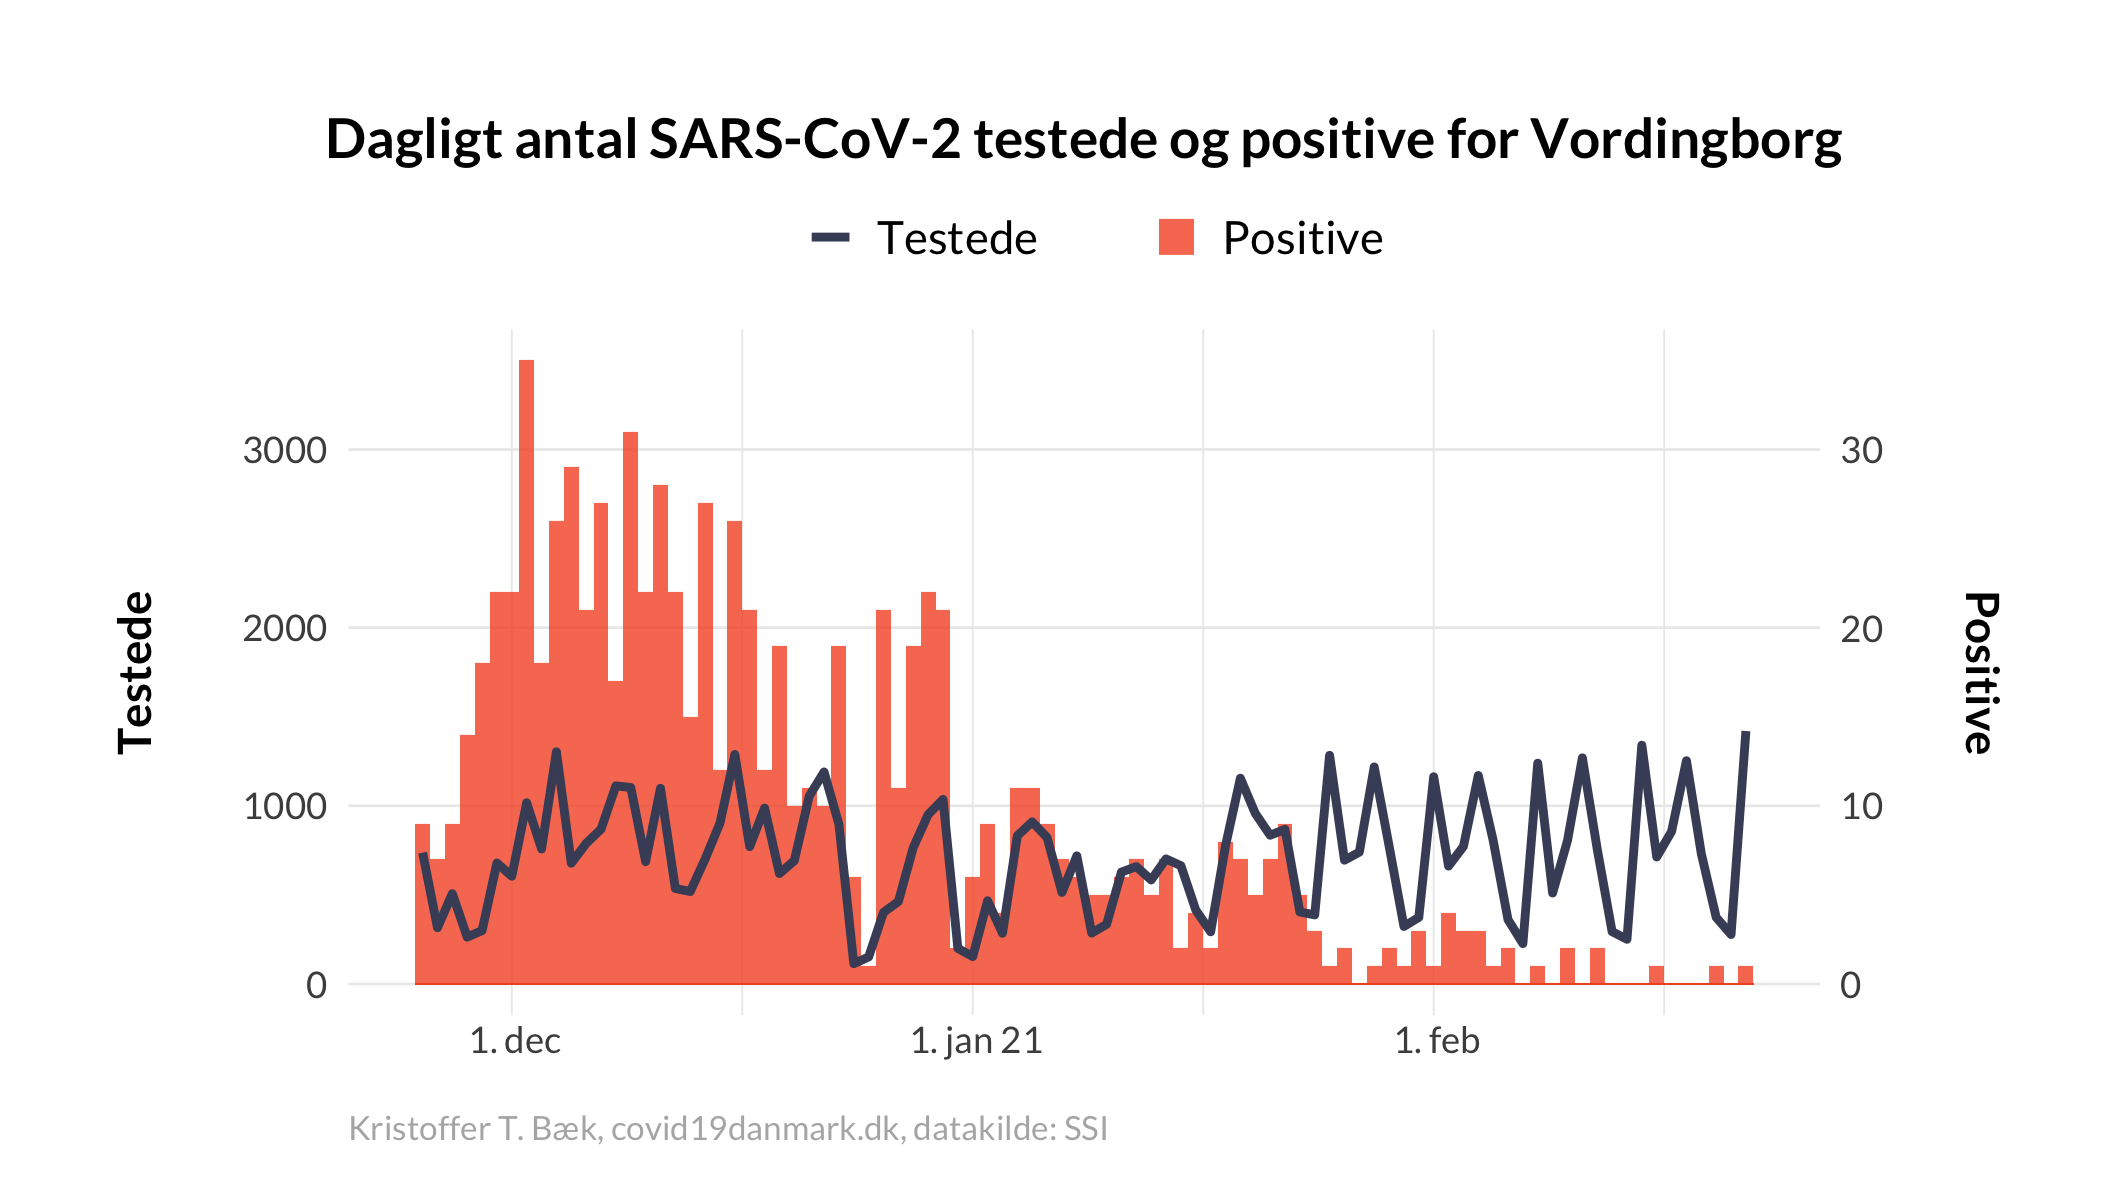 Dagligt antal SARS-CoV-2 testede og positive for Vordingborg
Testede
Positive
3000
2000
1000
0
30
20
10
0
Testede
Positive
1. dec
1. jan 21
1. feb
Kristoffer T. Bæk, covid19danmark.dk, datakilde: SSI